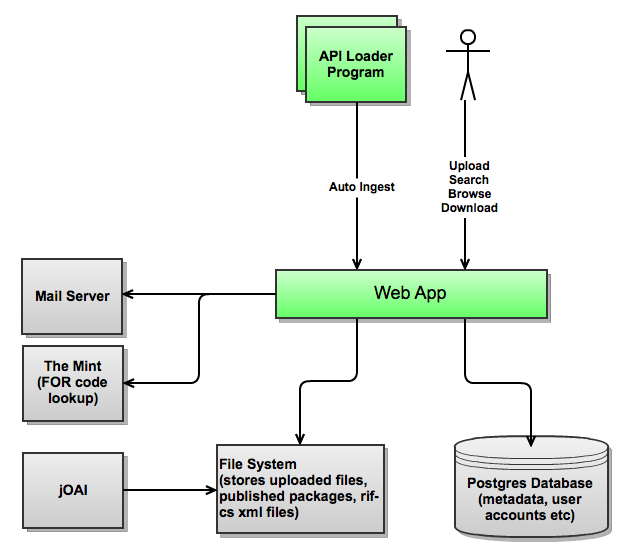 API Loader
Program
Auto Ingest
Upload
Search
Browse
Download
Web App
Mail Server
The Mint
(FOR code
lookup)
jOAI
File System
(stores uploaded files,
published packages, rif-
cs xml files)
Postgres Database
(metadata, user
accounts etc)